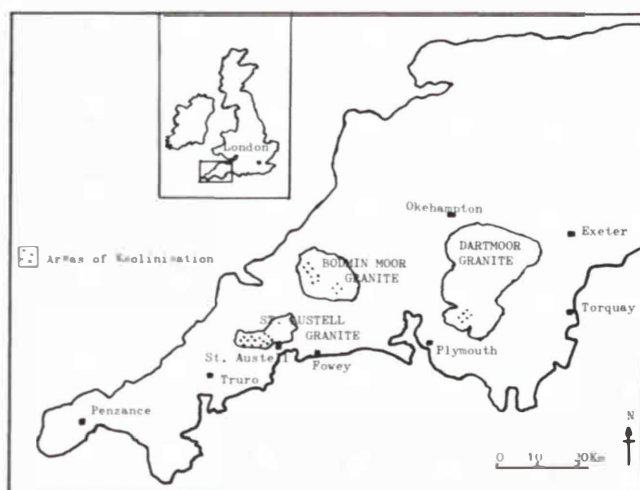 London
Okehampton
Exeter
BODMIN MOOR
GRANITE
DARTMOOR
GRANITE
Areas of Kaolinisation
Torquay
ST. AUSTELL
GRANITE
St. Austell
Plymouth
Fowey
Truro
Penzance
N
0 10 20Km